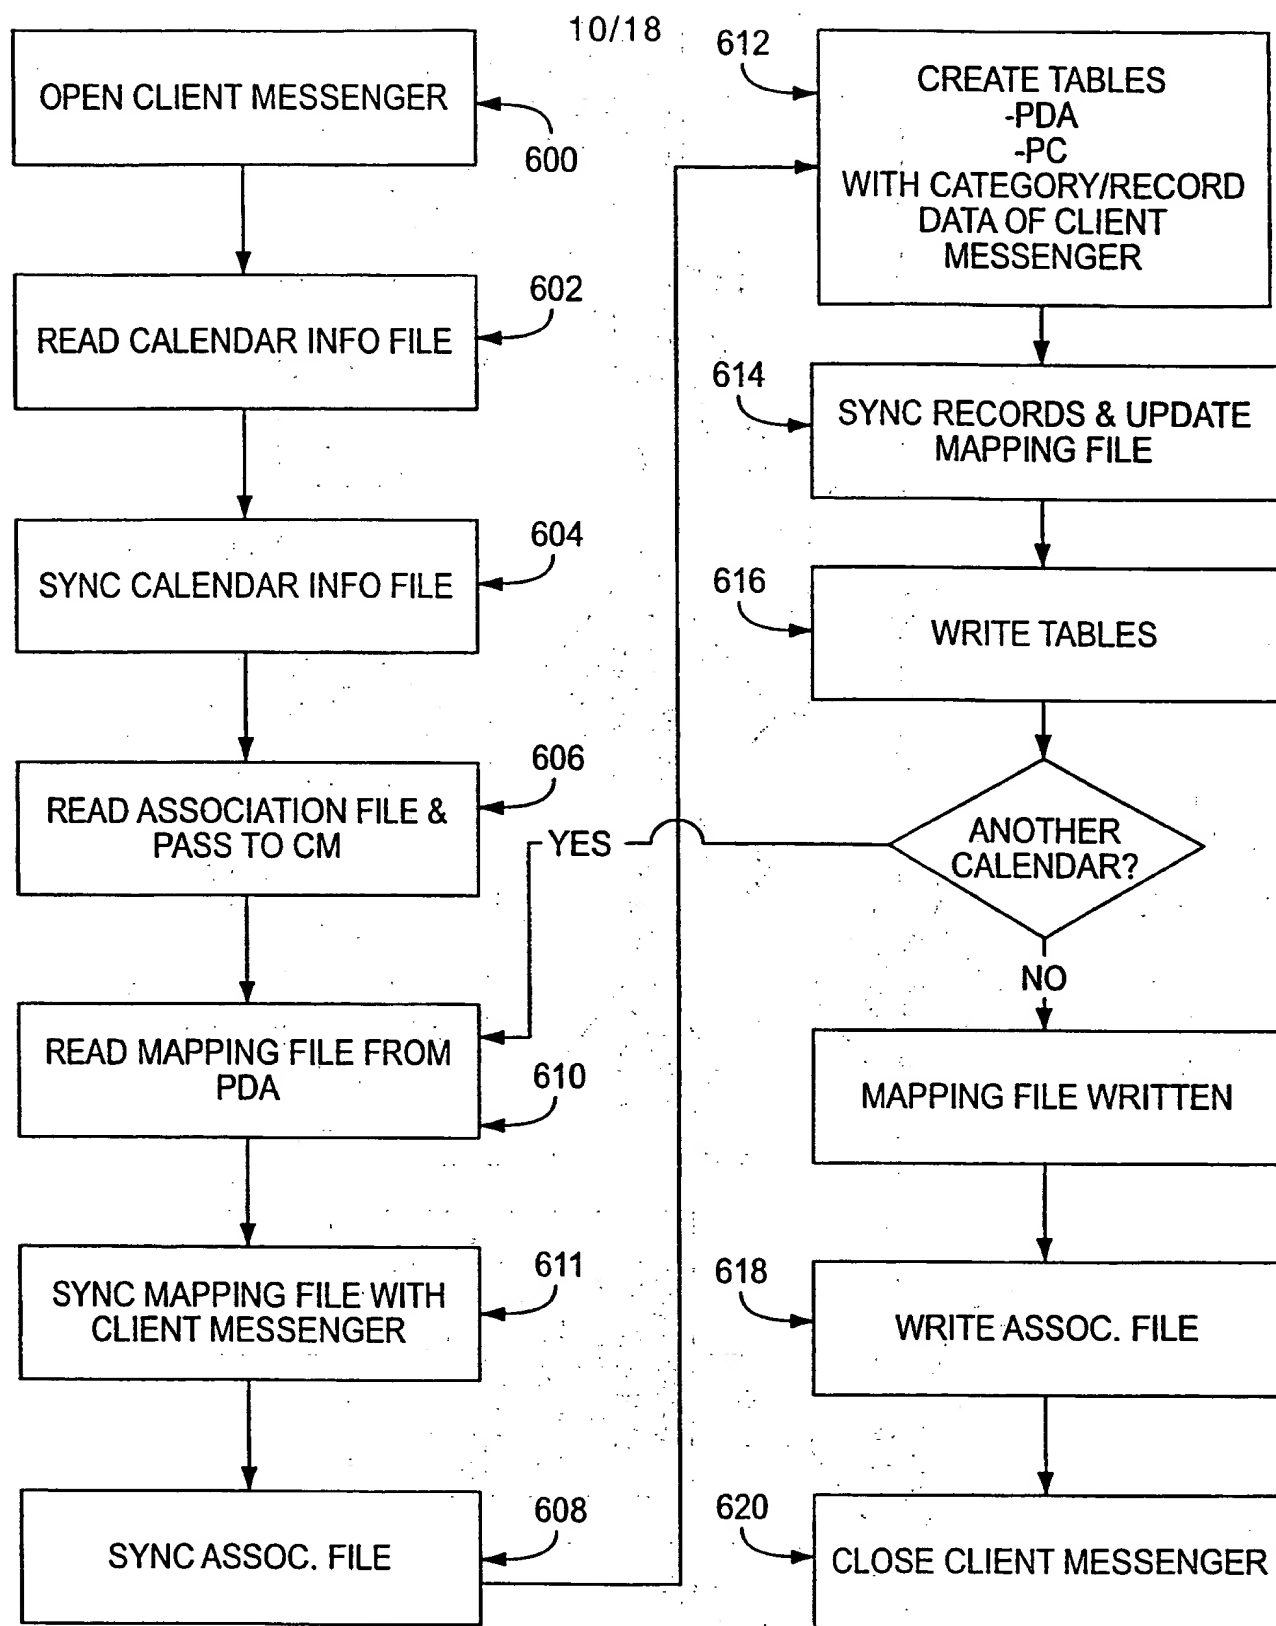 10/18
OPEN CLIENT MESSENGER
600
READ CALENDAR INFO FILE
602
SYNC CALENDAR INFO FILE
604
READ ASSOCIATION FILE &
PASS TO CM
606
READ MAPPING FILE FROM
PDA
610
SYNC MAPPING FILE WITH
CLIENT MESSENGER
611
SYNC ASSOC. FILE
608
612
CREATE TABLES
-PDA
-PC
WITH CATEGORY/RECORD
DATA OF CLIENT
MESSENGER
614
SYNC RECORDS & UPDATE
MAPPING FILE
616
WRITE TABLES
ANOTHER
CALENDAR?
YES
NO
MAPPING FILE WRITTEN
618
WRITE ASSOC. FILE
620
CLOSE CLIENT MESSENGER